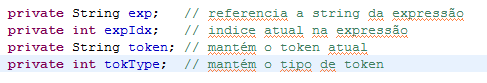 private String exp;   // referencia a string da expressão
private int expIdx;   // indice atual na expressão
private String token; // mantém o token atual
private int tokType;  // mantém o tipo de token